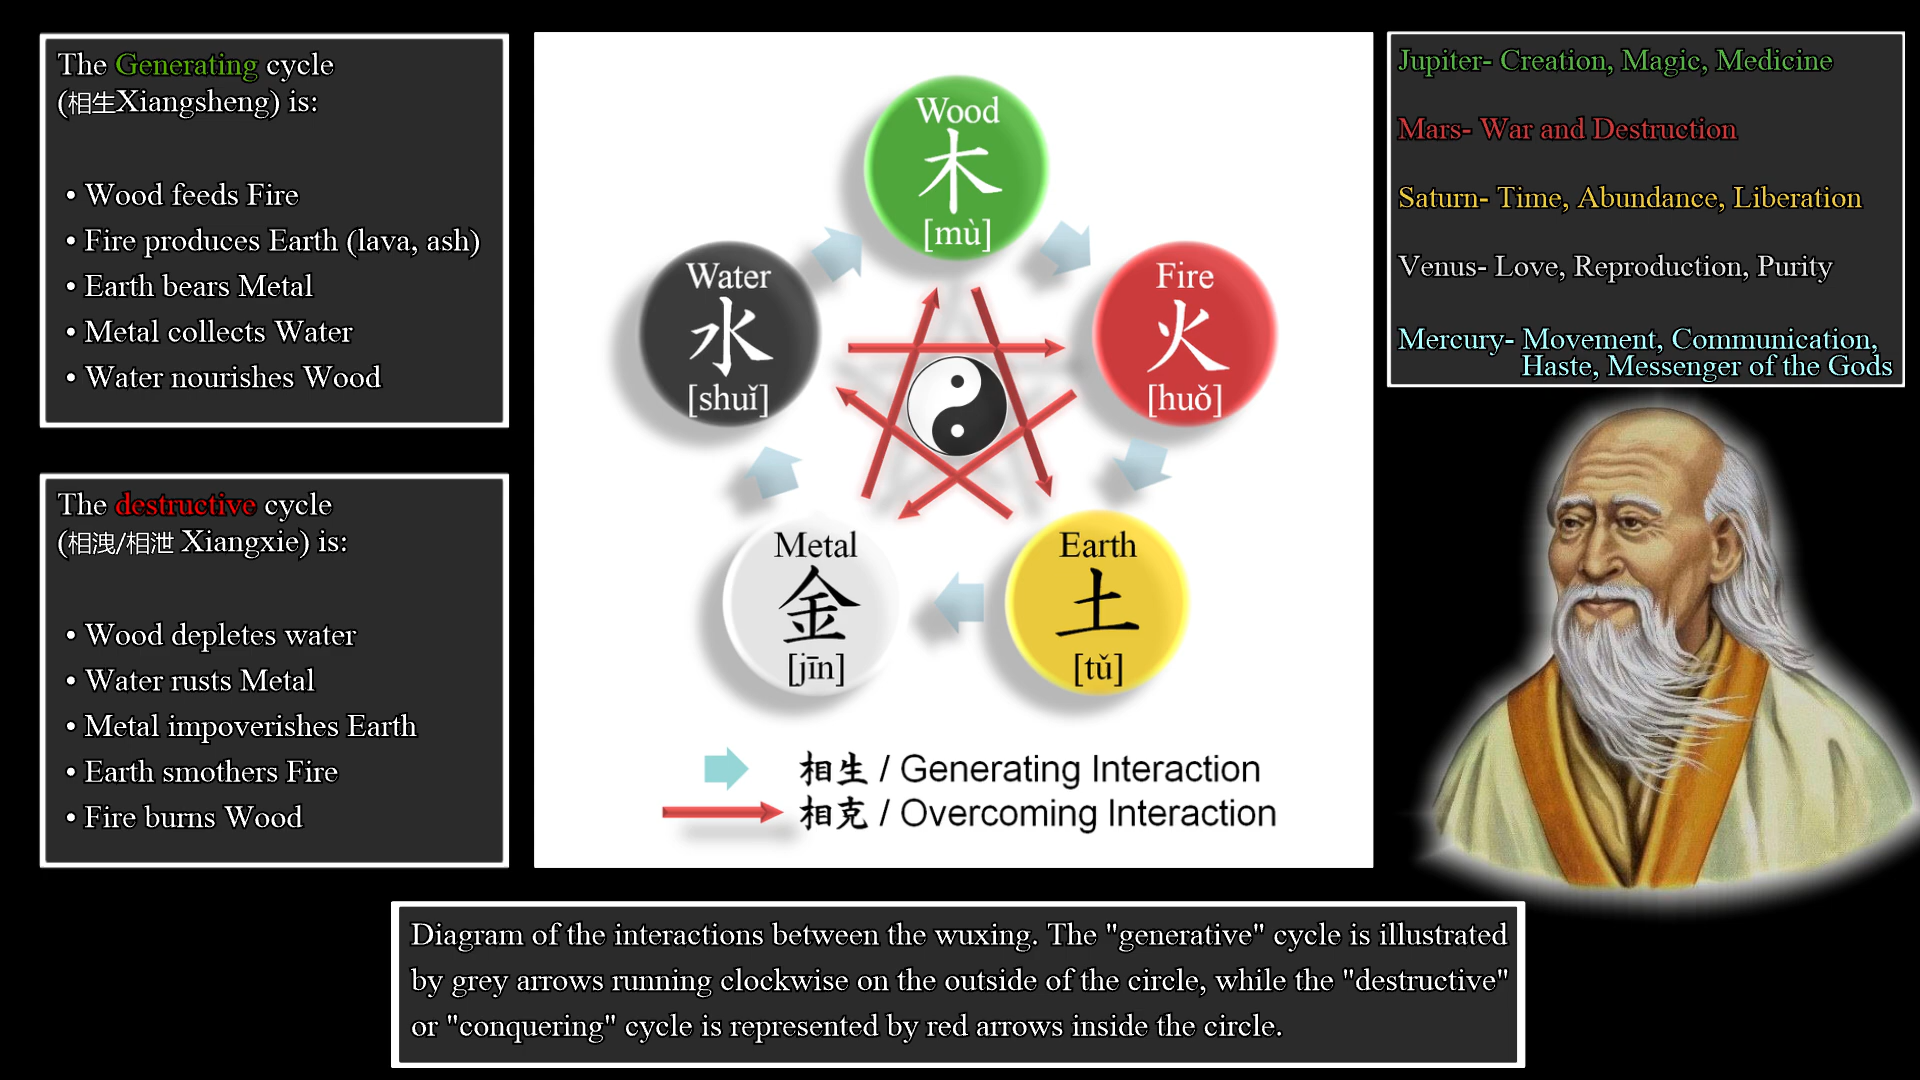 The Generating cycle
(相生Xiangsheng) is:
• Wood feeds Fire
• Fire produces Earth (lava, ash)
• Earth bears Metal
• Metal collects Water
• Water nourishes Wood
The destructive cycle
(相洩/相泄 Xiangxie) is:
• Wood depletes water
• Water rusts Metal
• Metal impoverishes Earth
• Earth smothers Fire
• Fire burns Wood
Wood
木
[mù]
Fire
火
[huǒ]
Earth
土
[tǔ]
Metal
金
[jīn]
Water
水
[shuǐ]
相生 / Generating Interaction
相克 / Overcoming Interaction
Jupiter- Creation, Magic, Medicine
Mars- War and Destruction
Saturn- Time, Abundance, Liberation
Venus- Love, Reproduction, Purity
Mercury- Movement, Communication,
Haste, Messenger of the Gods
Diagram of the interactions between the wuxing. The "generative" cycle is illustrated
by grey arrows running clockwise on the outside of the circle, while the "destructive"
or "conquering" cycle is represented by red arrows inside the circle.